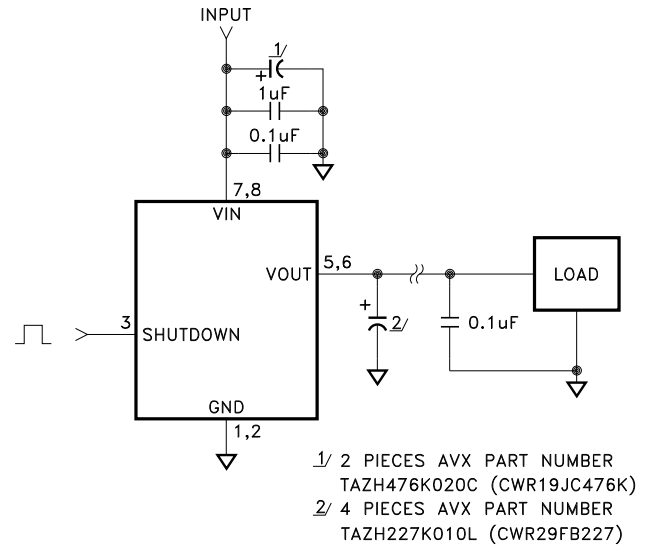 INPUT
1/
+
1uF
0.1uF
7,8
VIN
VOUT
5,6
LOAD
+
2/
0.1uF
3
SHUTDOWN
GND
1,2
1/ 2 PIECES AVX PART NUMBER
TAZH476K020C (CWR19JC476K)
2/ 4 PIECES AVX PART NUMBER
TAZH227K010L (CWR29FB227)